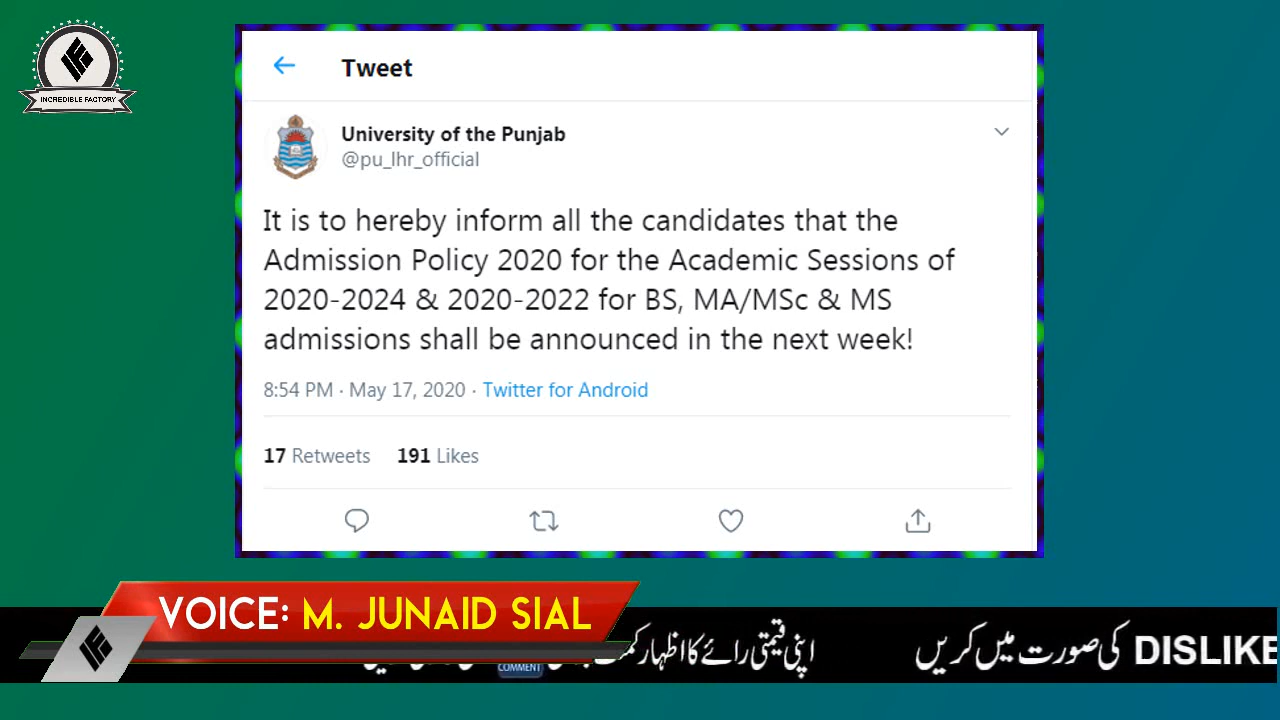 INCREDIBLE FACTORY
Tweet
University of the Punjab
@pu_lhr_official
It is to hereby inform all the candidates that the
Admission Policy 2020 for the Academic Sessions of
2020-2024 & 2020-2022 for BS, MA/MSc & MS
admissions shall be announced in the next week!
8:54 PM · May 17, 2020 · Twitter for Android
17 Retweets 191 Likes
VOICE: M. JUNAID SIAL
DISLIKE کی صورت میں کریں
اپنی قیمتی رائے کا اظہار
COMMENT